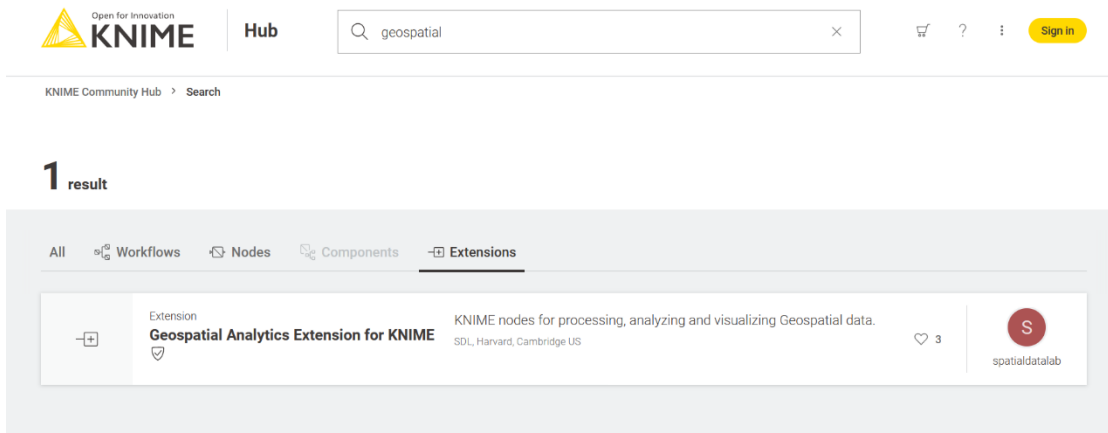 Open for Innovation
KNIME
Hub
geospatial
?
Sign in
KNIME Community Hub > Search
1 result
All Workflows Nodes Components Extensions
Extension
Geospatial Analytics Extension for KNIME
KNIME nodes for processing, analyzing and visualizing Geospatial data.
SDL, Harvard, Cambridge US
3
S
spatialdatalab